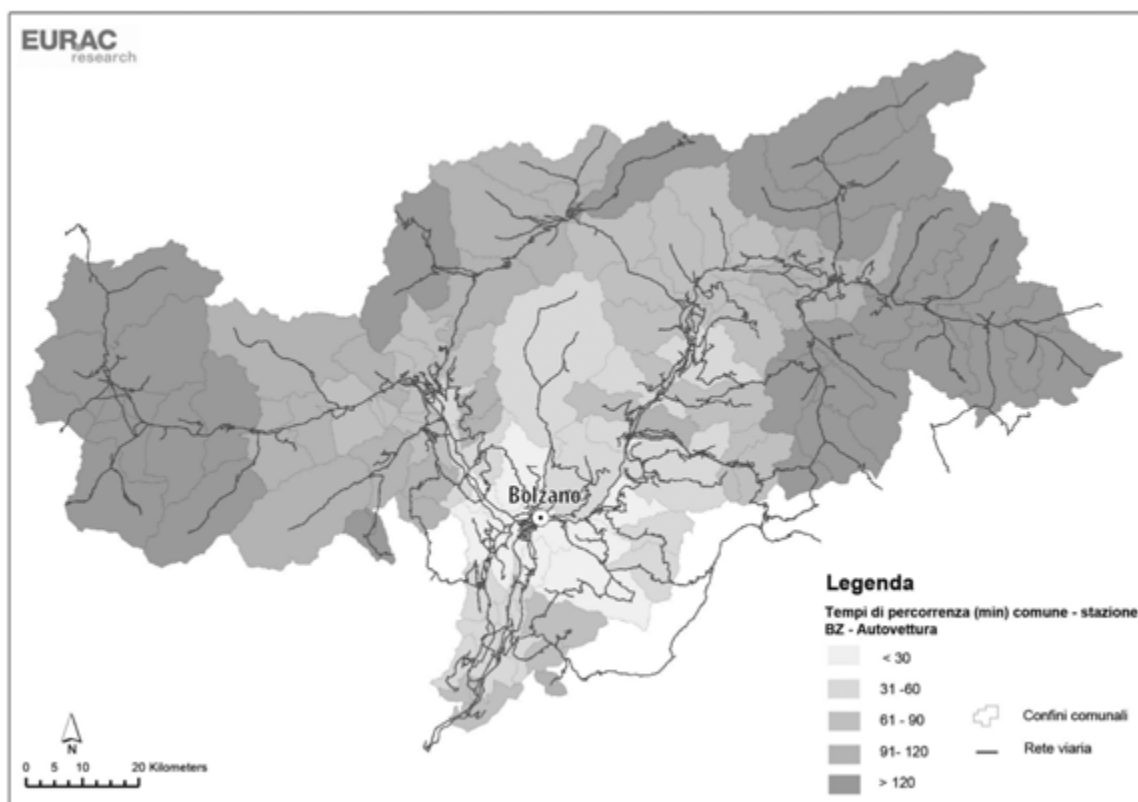 EURAC
research
Bolzano
Legenda
Tempi di percorrenza (min) comune - stazione
BZ - Autovettura
< 30
31 -60
61 - 90
91- 120
> 120
Confini comunali
Rete viaria
N
0 5 10 20 Kilometers